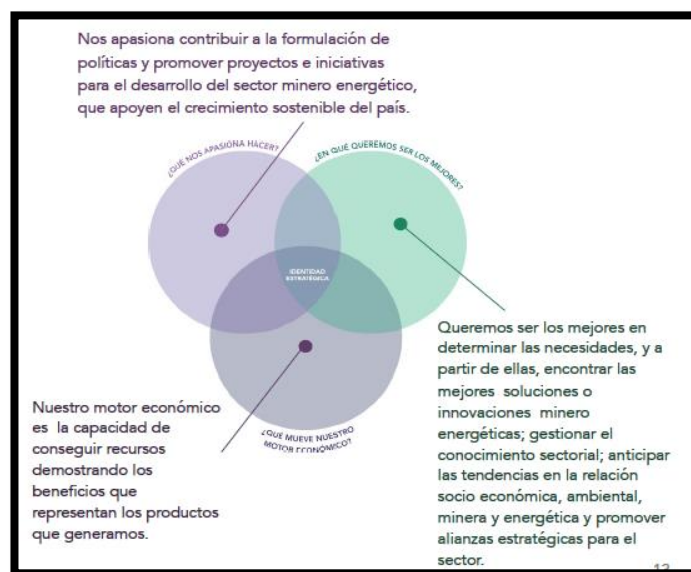 Nos apasiona contribuir a la formulación de
políticas y promover proyectos e iniciativas
para el desarrollo del sector minero energético,
que apoyen el crecimiento sostenible del país.
¿QUÉ NOS APASIONA HACER?
¿EN QUÉ QUEREMOS SER LOS MEJORES?
IDENTIDAD
ESTRATÉGICA
Queremos ser los mejores en
determinar las necesidades, y a
partir de ellas, encontrar las
mejores soluciones o
innovaciones minero
energéticas; gestionar el
conocimiento sectorial; anticipar
las tendencias en la relación
socio económica, ambiental,
minera y energética y promover
alianzas estratégicas para el
sector.
Nuestro motor económico
es la capacidad de
conseguir recursos
demostrando los
beneficios que
representan los productos
que generamos.
¿QUÉ MUEVE NUESTRO
MOTOR ECONÓMICO?